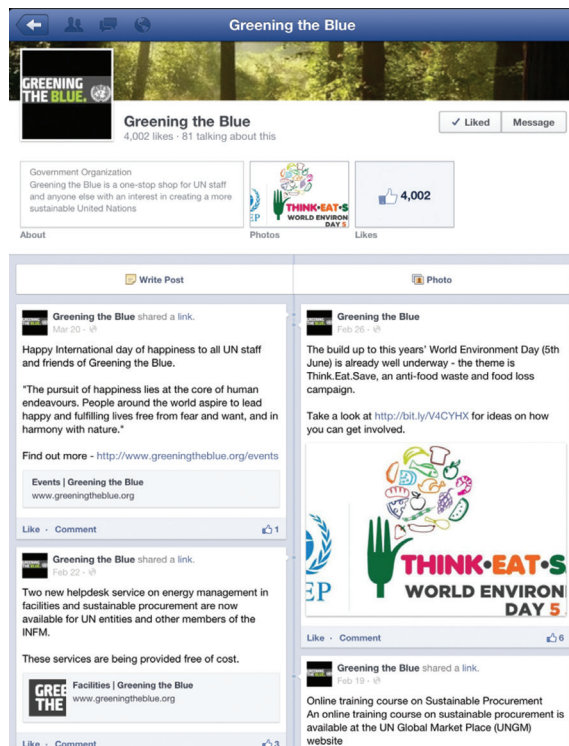 Greening the Blue
GREENING
THE BLUE.
Greening the Blue
4,002 likes · 81 talking about this
✓ Liked
Message
Government Organization
Greening the Blue is a one-stop shop for UN staff
and anyone else with an interest in creating a more
sustainable United Nations
About
EP
THINK•EAT•S
WORLD ENVIRON
DAY 5
Photos
4,002
Likes
Write Post
Photo
Greening the Blue shared a link.
Mar 20 ·
Happy International day of happiness to all UN staff
and friends of Greening the Blue.
"The pursuit of happiness lies at the core of human
endeavours. People around the world aspire to lead
happy and fulfilling lives free from fear and want, and in
harmony with nature."
Find out more - http://www.greeningtheblue.org/events
Events | Greening the Blue
www.greeningtheblue.org
Like · Comment
1
Greening the Blue shared a link.
Feb 22 ·
Two new helpdesk service on energy management in
facilities and sustainable procurement are now
available for UN entities and other members of the
INFM.
These services are being provided free of cost.
GREE
THE
Facilities | Greening the Blue
www.greeningtheblue.org
Like · Comment
3
Greening the Blue
Feb 26 ·
The build up to this years' World Environment Day (5th
June) is already well underway - the theme is
Think.Eat.Save, an anti-food waste and food loss
campaign.
Take a look at http://bit.ly/V4CYHX for ideas on how
you can get involved.
EP
THINK•EAT•S
WORLD ENVIRON
DAY 5
Like · Comment
6
Greening the Blue shared a link.
Feb 19 ·
Online training course on Sustainable Procurement
An online training course on sustainable procurement is
available at the UN Global Market Place (UNGM)
website